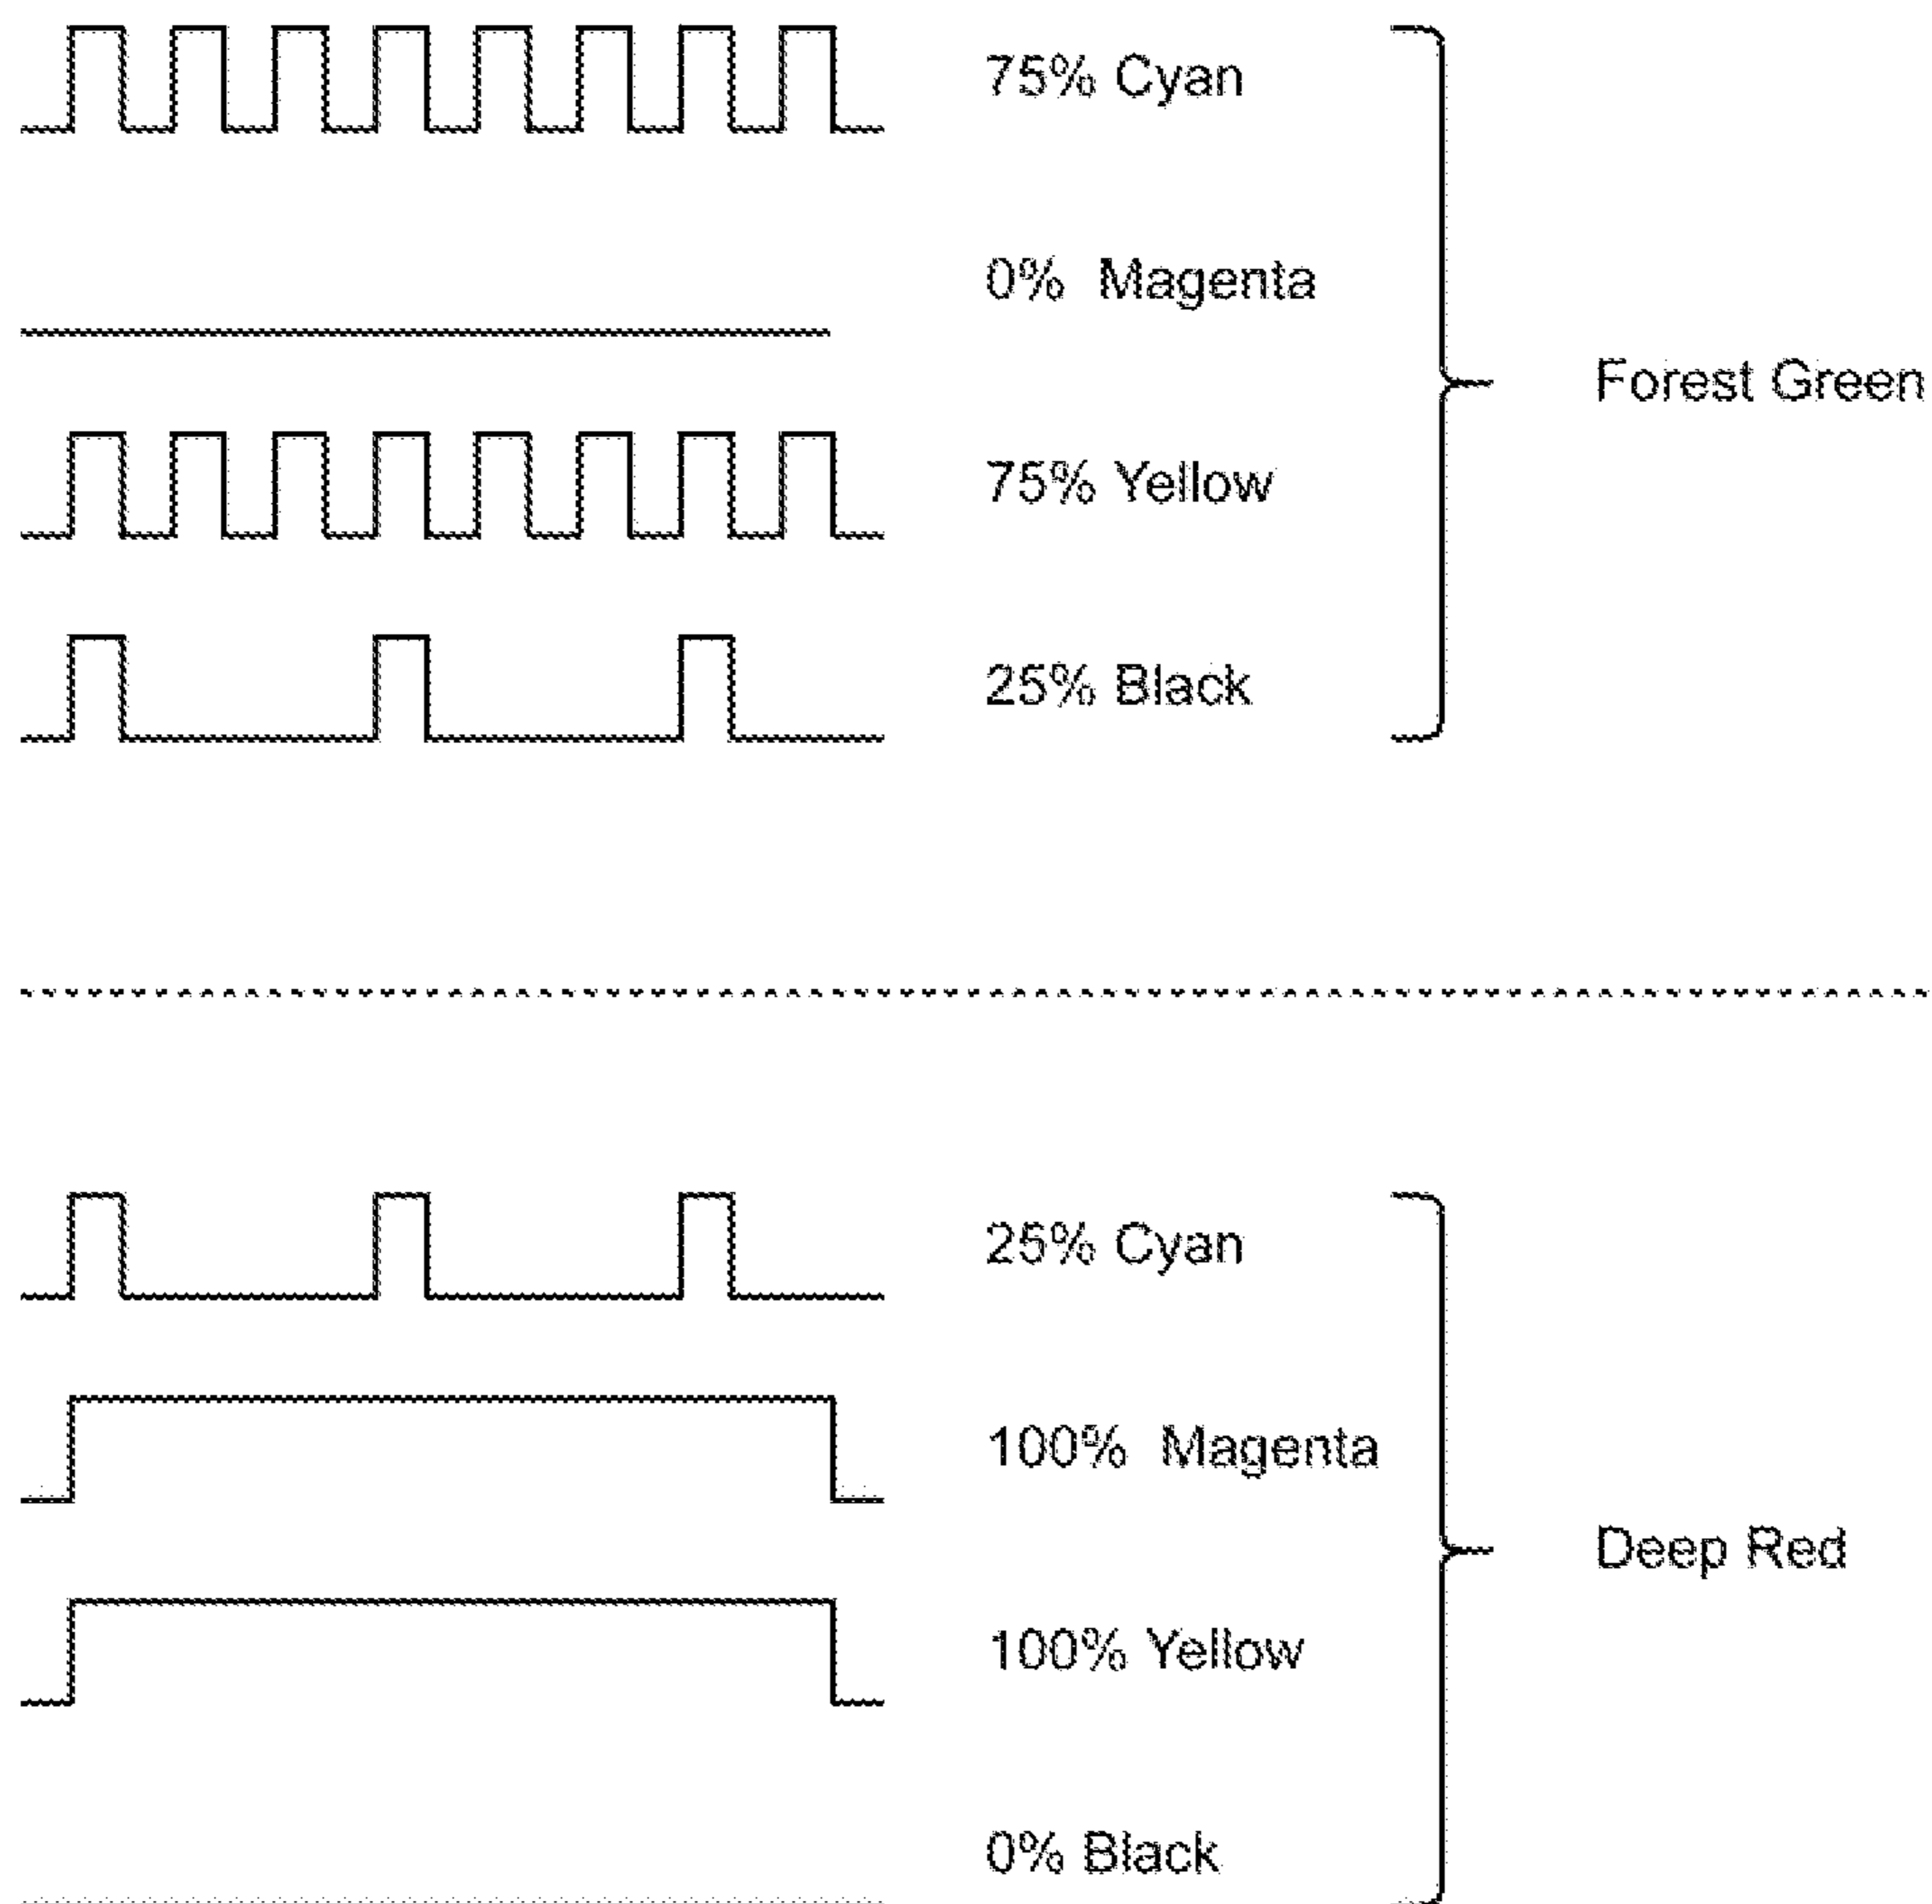 75% Cyan
0% Magenta
Forest Green
75% Yellow
25% Black
25% Cyan
100% Magenta
Deep Red
100% Yellow
0% Black